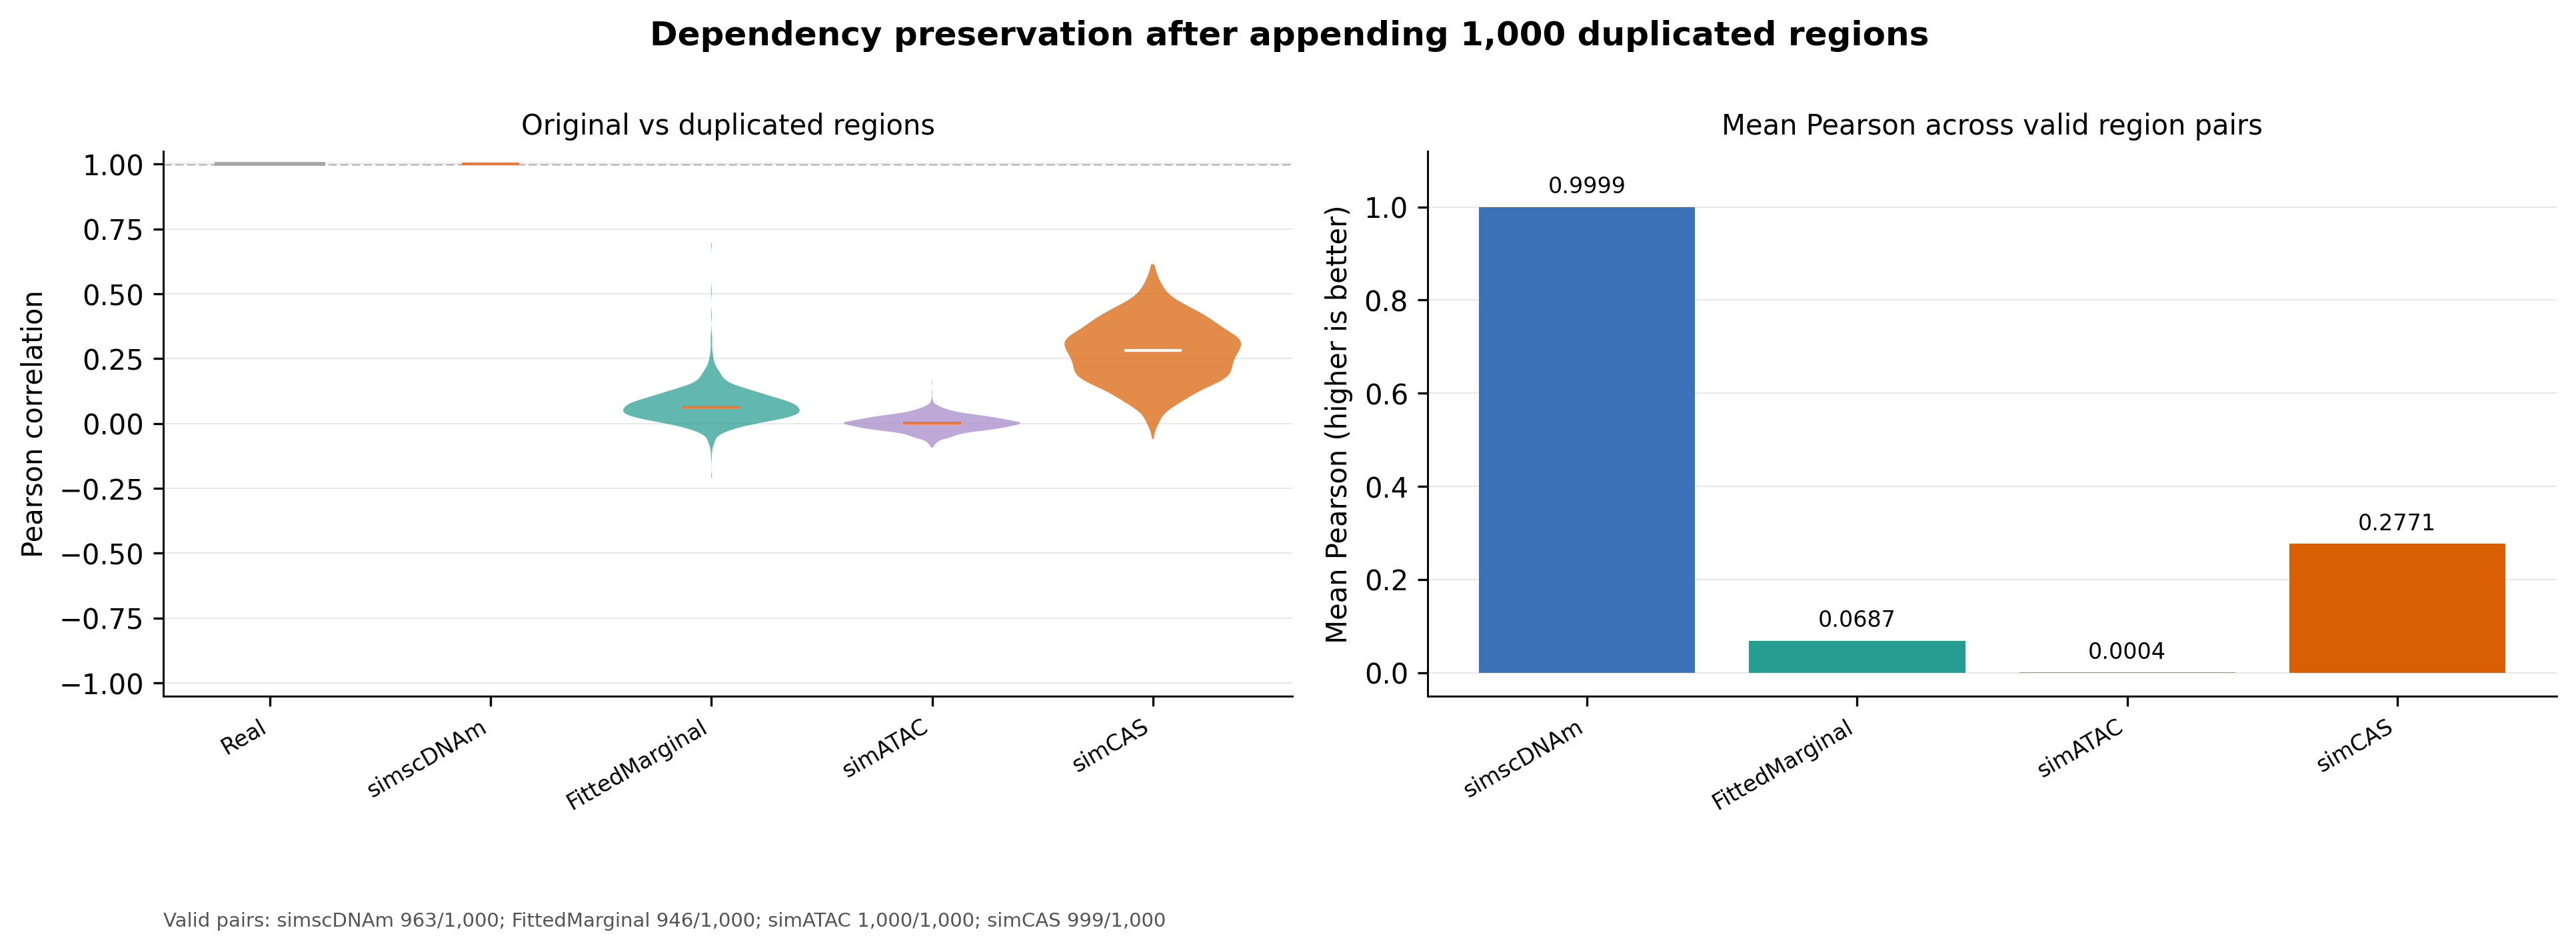 Dependency preservation after appending 1,000 duplicated regions
Original vs duplicated regions
Pearson correlation
1.00
0.75
0.50
0.25
0.00
−0.25
−0.50
−0.75
−1.00
Real
simscDNAm
FittedMarginal
simATAC
simCAS
Mean Pearson across valid region pairs
Mean Pearson (higher is better)
1.0
0.8
0.6
0.4
0.2
0.0
0.9999
0.0687
0.0004
0.2771
simscDNAm
FittedMarginal
simATAC
simCAS
Valid pairs: simscDNAm 963/1,000; FittedMarginal 946/1,000; simATAC 1,000/1,000; simCAS 999/1,000